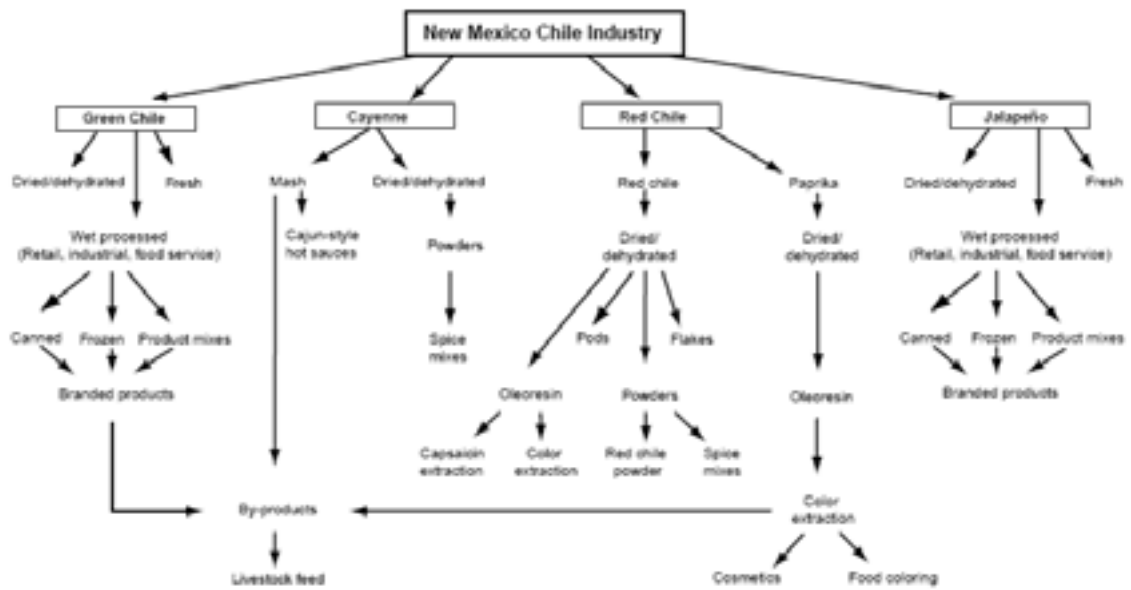 New Mexico Chile Industry
Green Chile
Cayenne
Red Chile
Jalapeño
Dried/dehydrated
Fresh
Mash
Dried/dehydrated
Red chile
Paprika
Dried/dehydrated
Fresh
Wet processed
(Retail, industrial, food service)
Cajun-style
hot sauces
Powders
Dried/
dehydrated
Dried/
dehydrated
Wet processed
(Retail, industrial, food service)
Canned
Frozen
Product mixes
Spice
mixes
Pods
Flakes
Canned
Frozen
Product mixes
Branded products
Oleoresin
Powders
Oleoresin
Branded products
Capsaicin
extraction
Color
extraction
Red chile
powder
Spice
mixes
By-products
Color
extraction
Livestock feed
Cosmetics
Food coloring